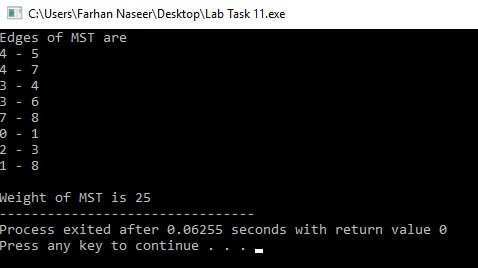 C:\Users\Farhan Naseer\Desktop\Lab Task 11.exe
Edges of MST are
4 - 5
4 - 7
3 - 4
3 - 6
7 - 8
0 - 1
2 - 3
1 - 8
Weight of MST is 25
--------------------------------
Process exited after 0.06255 seconds with return value 0
Press any key to continue . . .